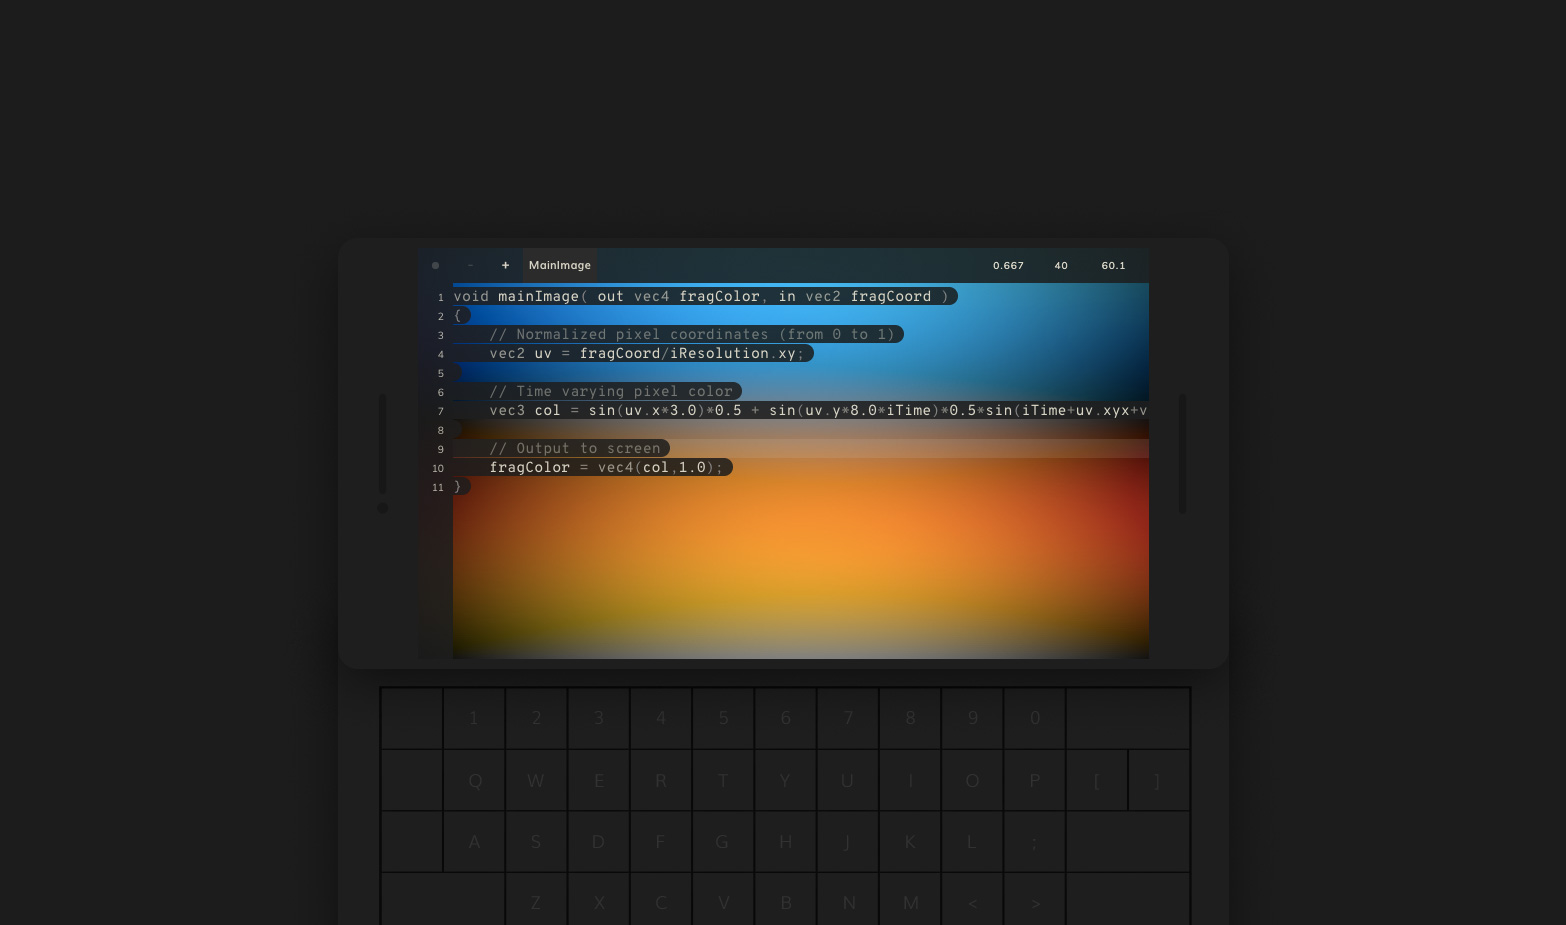 - + MainImage 0.667 40 60.1
1 void mainImage( out vec4 fragColor, in vec2 fragCoord )
2 {
3 // Normalized pixel coordinates (from 0 to 1)
4 vec2 uv = fragCoord/iResolution.xy;
5
6 // Time varying pixel color
7 vec3 col = sin(uv.x*3.0)*0.5 + sin(uv.y*8.0*iTime)*0.5*sin(iTime+uv.xyx+v
8
9 // Output to screen
10 fragColor = vec4(col,1.0);
11 }
1 2 3 4 5 6 7 8 9 0
Q W E R T Y U I O P [ ]
A S D F G H J K L ;
Z X C V B N M < >